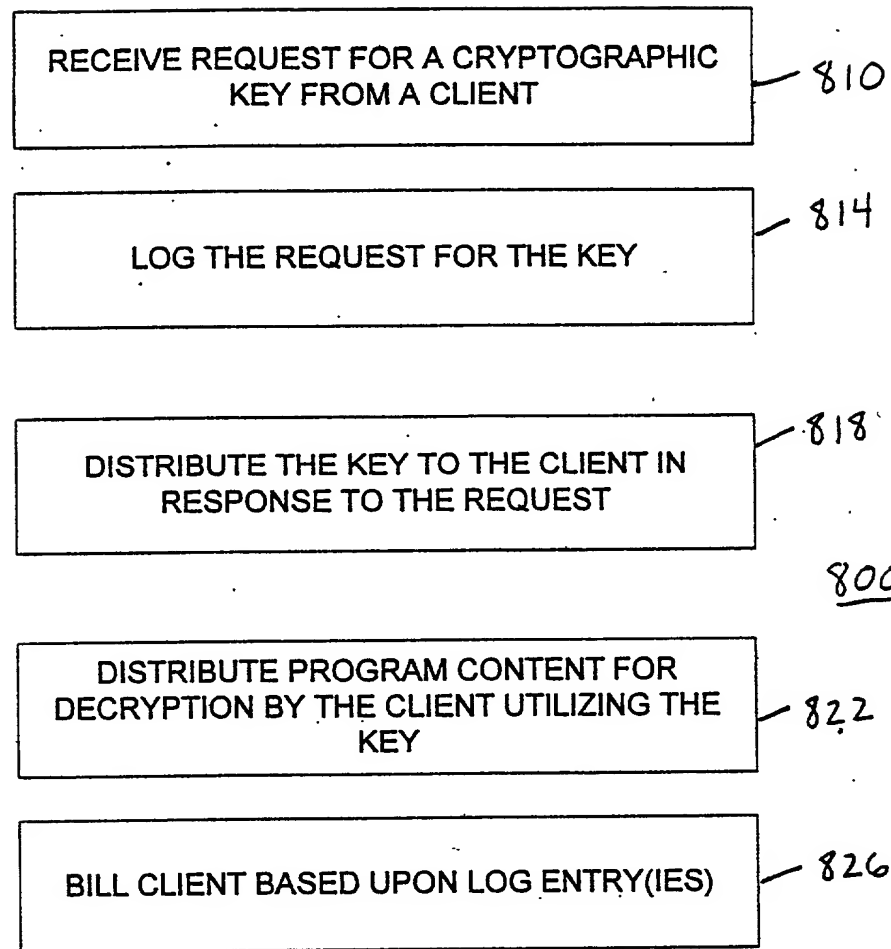 RECEIVE REQUEST FOR A CRYPTOGRAPHIC
KEY FROM A CLIENT
810
814
LOG THE REQUEST FOR THE KEY
818
DISTRIBUTE THE KEY TO THE CLIENT IN
RESPONSE TO THE REQUEST
800
DISTRIBUTE PROGRAM CONTENT FOR
DECRYPTION BY THE CLIENT UTILIZING THE
KEY
822
BILL CLIENT BASED UPON LOG ENTRY(IES)
826